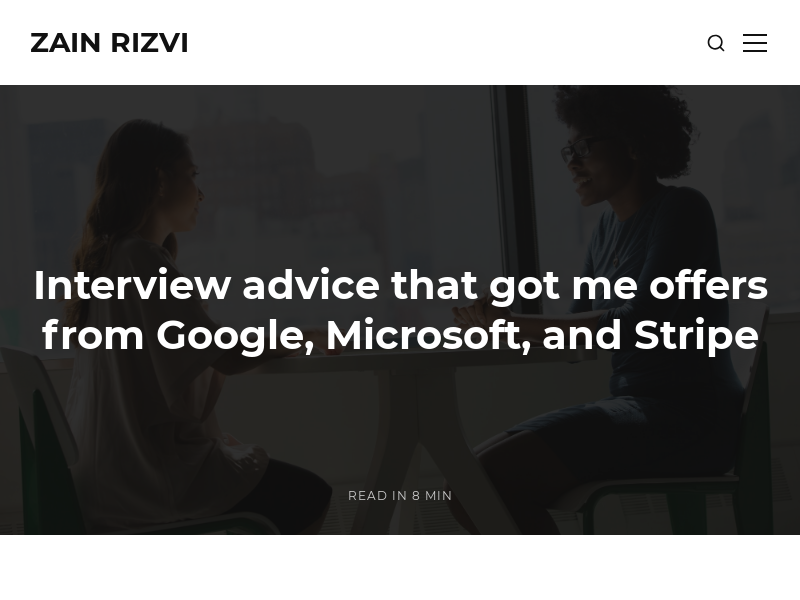 ZAIN RIZVI
Interview advice that got me offers
from Google, Microsoft, and Stripe
READ IN 8 MIN